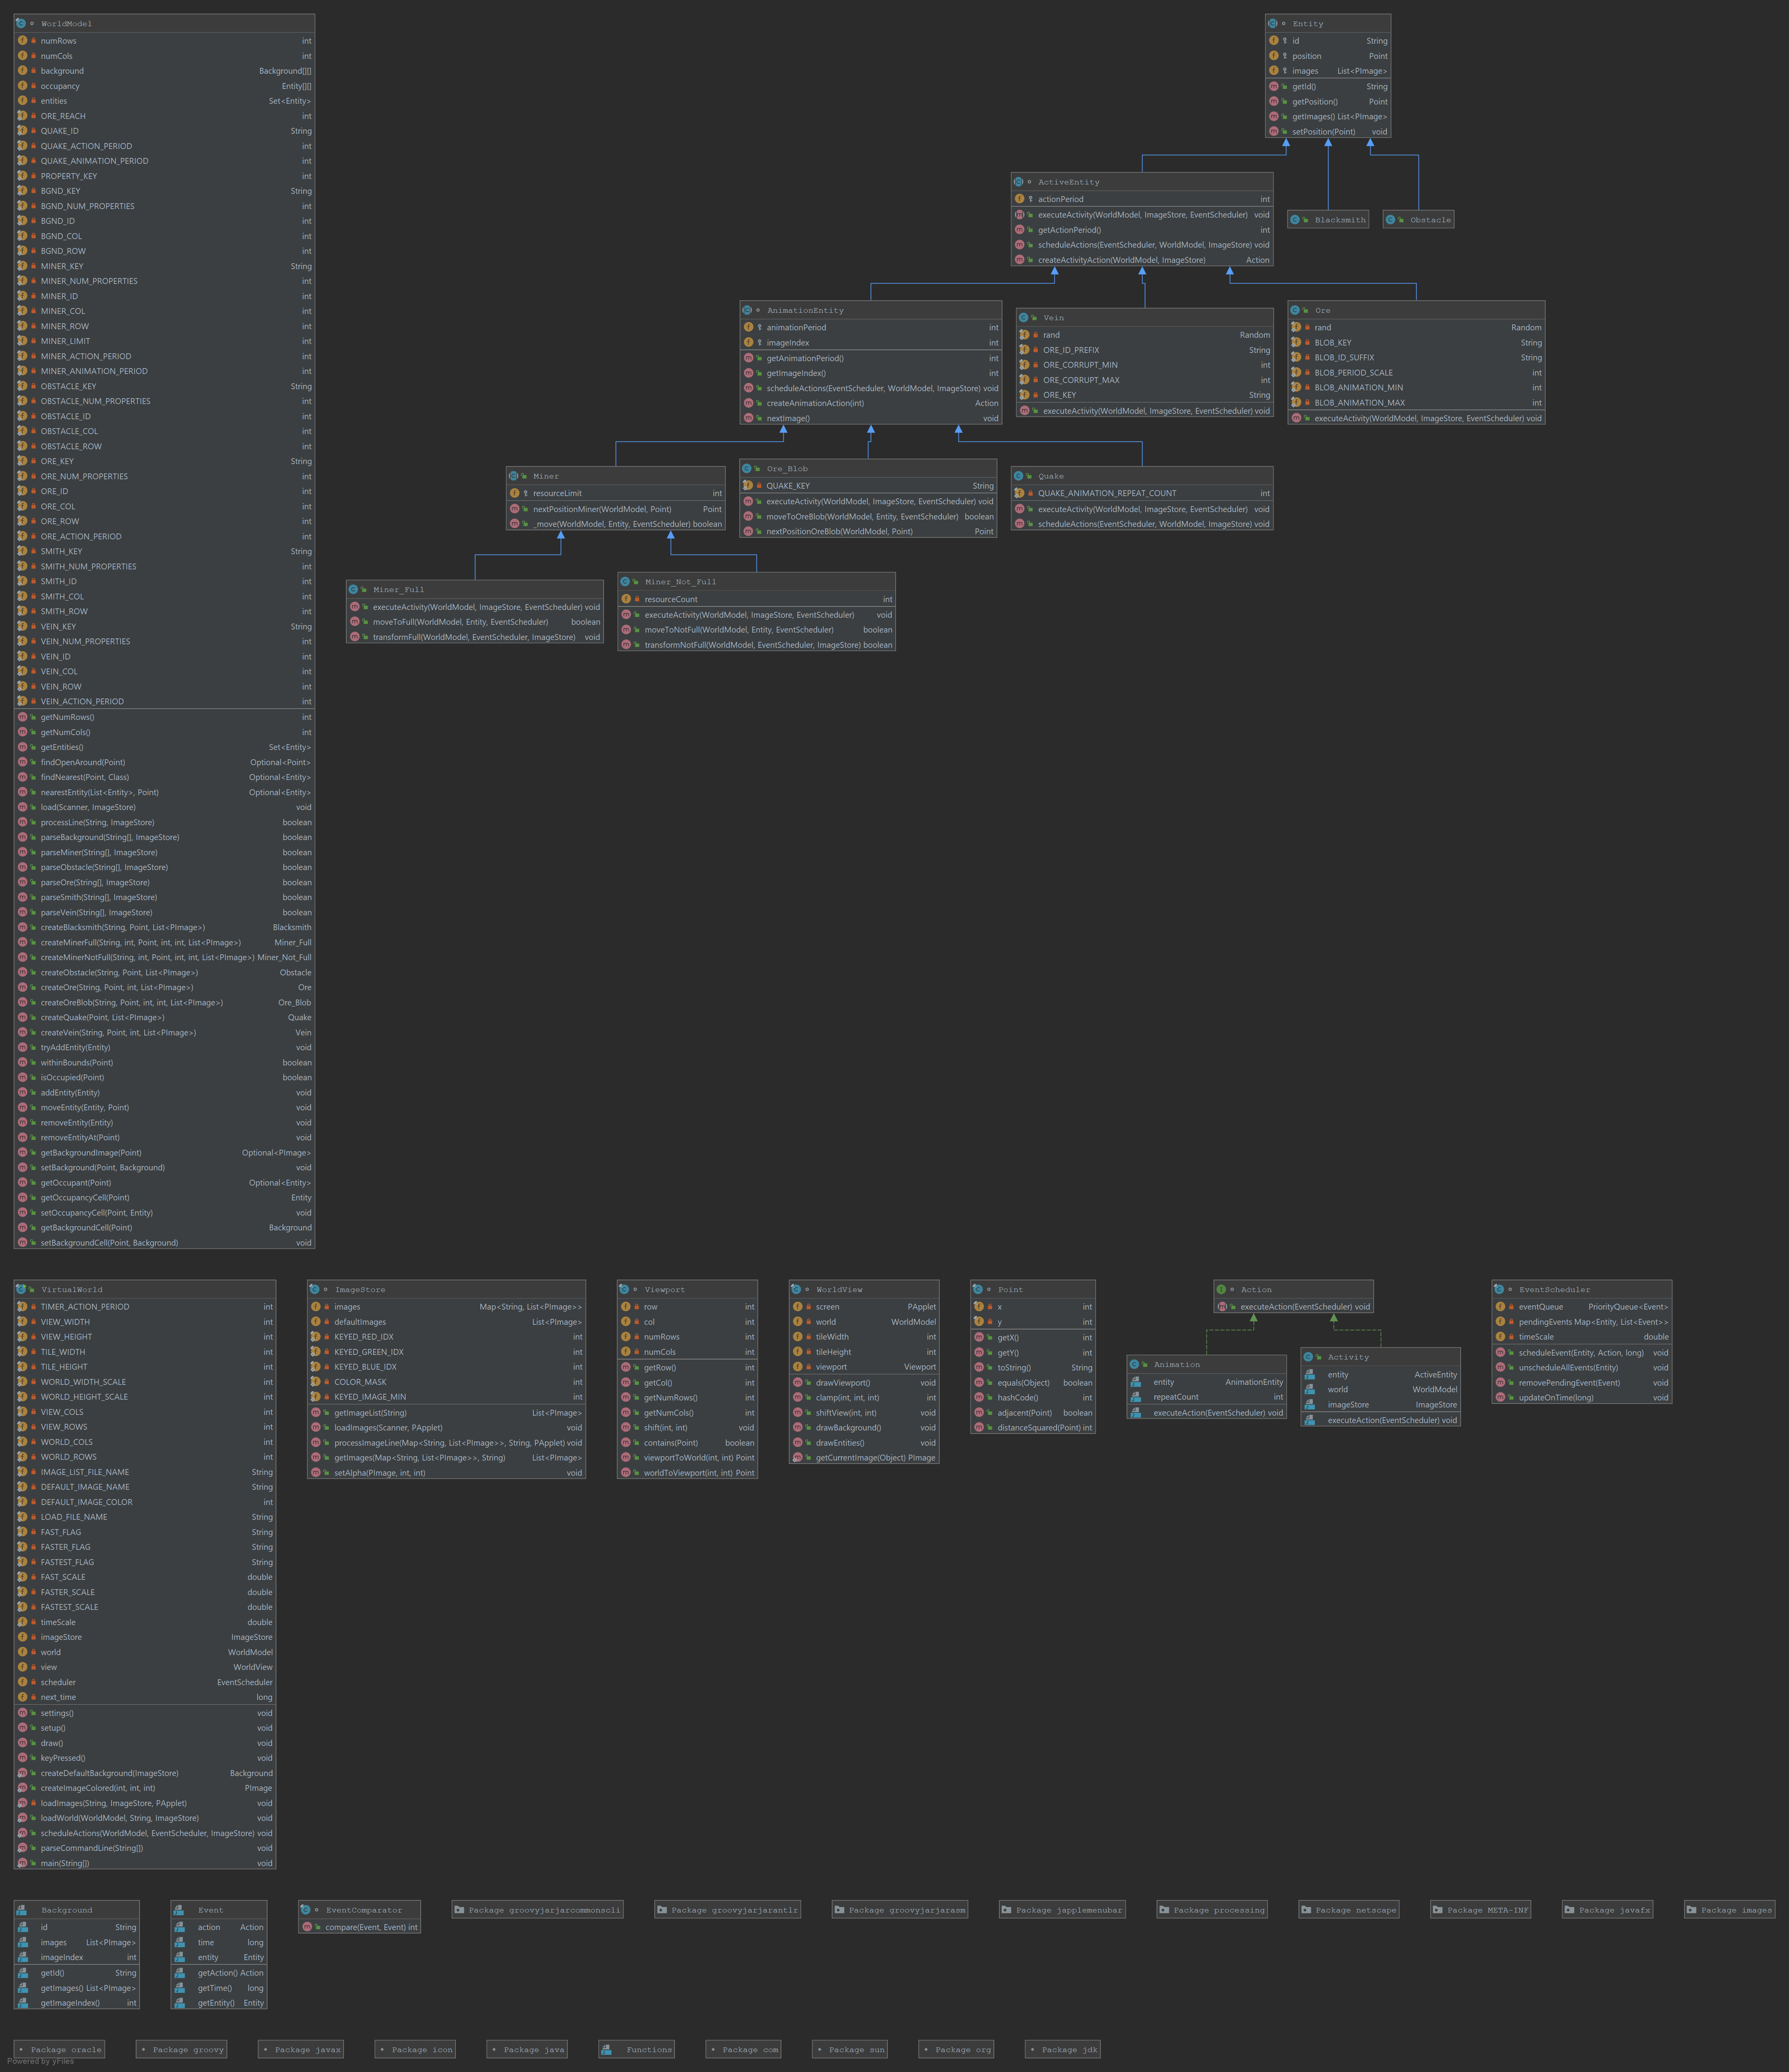 WorldModel
numRows int
numCols int
background Background[][]
occupancy Entity[][]
entities Set<Entity>
ORE_REACH int
QUAKE_ID String
QUAKE_ACTION_PERIOD int
QUAKE_ANIMATION_PERIOD int
PROPERTY_KEY int
BGND_KEY String
BGND_NUM_PROPERTIES int
BGND_ID int
BGND_COL int
BGND_ROW int
MINER_KEY String
MINER_NUM_PROPERTIES int
MINER_ID int
MINER_COL int
MINER_ROW int
MINER_LIMIT int
MINER_ACTION_PERIOD int
MINER_ANIMATION_PERIOD int
OBSTACLE_KEY String
OBSTACLE_NUM_PROPERTIES int
OBSTACLE_ID int
OBSTACLE_COL int
OBSTACLE_ROW int
ORE_KEY String
ORE_NUM_PROPERTIES int
ORE_ID int
ORE_COL int
ORE_ROW int
ORE_ACTION_PERIOD int
SMITH_KEY String
SMITH_NUM_PROPERTIES int
SMITH_ID int
SMITH_COL int
SMITH_ROW int
VEIN_KEY String
VEIN_NUM_PROPERTIES int
VEIN_ID int
VEIN_COL int
VEIN_ROW int
VEIN_ACTION_PERIOD int
getNumRows() int
getNumCols() int
getEntities() Set<Entity>
findOpenAround(Point) Optional<Point>
findNearest(Point, Class) Optional<Entity>
nearestEntity(List<Entity>, Point) Optional<Entity>
load(Scanner, ImageStore) void
processLine(String, ImageStore) boolean
parseBackground(String[], ImageStore) boolean
parseMiner(String[], ImageStore) boolean
parseObstacle(String[], ImageStore) boolean
parseOre(String[], ImageStore) boolean
parseSmith(String[], ImageStore) boolean
parseVein(String[], ImageStore) boolean
createBlacksmith(String, Point, List<PImage>) Blacksmith
createMinerFull(String, int, Point, int, int, List<PImage>) Miner_Full
createMinerNotFull(String, int, Point, int, int, List<PImage>) Miner_Not_Full
createObstacle(String, Point, List<PImage>) Obstacle
createOre(String, Point, int, List<PImage>) Ore
createOreBlob(String, Point, int, int, List<PImage>) Ore_Blob
createQuake(Point, List<PImage>) Quake
createVein(String, Point, int, List<PImage>) Vein
tryAddEntity(Entity) void
withinBounds(Point) boolean
isOccupied(Point) boolean
addEntity(Entity) void
moveEntity(Entity, Point) void
removeEntity(Entity) void
removeEntityAt(Point) void
getBackgroundImage(Point) Optional<PImage>
setBackground(Point, Background) void
getOccupant(Point) Optional<Entity>
getOccupancyCell(Point) Entity
setOccupancyCell(Point, Entity) void
getBackgroundCell(Point) Background
setBackgroundCell(Point, Background) void
Entity
id String
position Point
images List<PImage>
getId() String
getPosition() Point
getImages() List<PImage>
setPosition(Point) void
ActiveEntity
actionPeriod int
executeActivity(WorldModel, ImageStore, EventScheduler) void
getActionPeriod() int
scheduleActions(EventScheduler, WorldModel, ImageStore) void
createActivityAction(WorldModel, ImageStore) Action
Blacksmith
Obstacle
AnimationEntity
animationPeriod int
imageIndex int
getAnimationPeriod() int
getImageIndex() int
scheduleActions(EventScheduler, WorldModel, ImageStore) void
createAnimationAction(int) Action
nextImage() void
Vein
rand Random
ORE_ID_PREFIX String
ORE_CORRUPT_MIN int
ORE_CORRUPT_MAX int
ORE_KEY String
executeActivity(WorldModel, ImageStore, EventScheduler) void
Ore
rand Random
BLOB_KEY String
BLOB_ID_SUFFIX String
BLOB_PERIOD_SCALE int
BLOB_ANIMATION_MIN int
BLOB_ANIMATION_MAX int
executeActivity(WorldModel, ImageStore, EventScheduler) void
Miner
resourceLimit int
nextPositionMiner(WorldModel, Point) Point
_move(WorldModel, Entity, EventScheduler) boolean
Ore_Blob
QUAKE_KEY String
executeActivity(WorldModel, ImageStore, EventScheduler) void
moveToOreBlob(WorldModel, Entity, EventScheduler) boolean
nextPositionOreBlob(WorldModel, Point) Point
Quake
QUAKE_ANIMATION_REPEAT_COUNT int
executeActivity(WorldModel, ImageStore, EventScheduler) void
scheduleActions(EventScheduler, WorldModel, ImageStore) void
Miner_Full
executeActivity(WorldModel, ImageStore, EventScheduler) void
moveToFull(WorldModel, Entity, EventScheduler) boolean
transformFull(WorldModel, EventScheduler, ImageStore) void
Miner_Not_Full
resourceCount int
executeActivity(WorldModel, ImageStore, EventScheduler) void
moveToNotFull(WorldModel, Entity, EventScheduler) boolean
transformNotFull(WorldModel, EventScheduler, ImageStore) boolean
VirtualWorld
TIMER_ACTION_PERIOD int
VIEW_WIDTH int
VIEW_HEIGHT int
TILE_WIDTH int
TILE_HEIGHT int
WORLD_WIDTH_SCALE int
WORLD_HEIGHT_SCALE int
VIEW_COLS int
VIEW_ROWS int
WORLD_COLS int
WORLD_ROWS int
IMAGE_LIST_FILE_NAME String
DEFAULT_IMAGE_NAME String
DEFAULT_IMAGE_COLOR int
LOAD_FILE_NAME String
FAST_FLAG String
FASTER_FLAG String
FASTEST_FLAG String
FAST_SCALE double
FASTER_SCALE double
FASTEST_SCALE double
timeScale double
imageStore ImageStore
world WorldModel
view WorldView
scheduler EventScheduler
next_time long
settings() void
setup() void
draw() void
keyPressed() void
createDefaultBackground(ImageStore) Background
createImageColored(int, int, int) PImage
loadImages(String, ImageStore, PApplet) void
loadWorld(WorldModel, String, ImageStore) void
scheduleActions(WorldModel, EventScheduler, ImageStore) void
parseCommandLine(String[]) void
main(String[]) void
ImageStore
images Map<String, List<PImage>>
defaultImages List<PImage>
KEYED_RED_IDX int
KEYED_GREEN_IDX int
KEYED_BLUE_IDX int
COLOR_MASK int
KEYED_IMAGE_MIN int
getImageList(String) List<PImage>
loadImages(Scanner, PApplet) void
processImageLine(Map<String, List<PImage>>, String, PApplet) void
getImages(Map<String, List<PImage>>, String) List<PImage>
setAlpha(PImage, int, int) void
Viewport
row int
col int
numRows int
numCols int
getRow() int
getCol() int
getNumRows() int
getNumCols() int
shift(int, int) void
contains(Point) boolean
viewportToWorld(int, int) Point
worldToViewport(int, int) Point
WorldView
screen PApplet
world WorldModel
tileWidth int
tileHeight int
viewport Viewport
drawViewport() void
clamp(int, int, int) int
shiftView(int, int) void
drawBackground() void
drawEntities() void
getCurrentImage(Object) PImage
Point
x int
y int
getX() int
getY() int
toString() String
equals(Object) boolean
hashCode() int
adjacent(Point) boolean
distanceSquared(Point) int
Action
executeAction(EventScheduler) void
Animation
entity AnimationEntity
repeatCount int
executeAction(EventScheduler) void
Activity
entity ActiveEntity
world WorldModel
imageStore ImageStore
executeAction(EventScheduler) void
EventScheduler
eventQueue PriorityQueue<Event>
pendingEvents Map<Entity, List<Event>>
timeScale double
scheduleEvent(Entity, Action, long) void
unscheduleAllEvents(Entity) void
removePendingEvent(Event) void
updateOnTime(long) void
Background
id String
images List<PImage>
imageIndex int
getId() String
getImages() List<PImage>
getImageIndex() int
Event
action Action
time long
entity Entity
getAction() Action
getTime() long
getEntity() Entity
EventComparator
compare(Event, Event) int
Package groovyjarjarcommonscli
Package groovyjarjarantlr
Package groovyjarjarasm
Package japplemenubar
Package processing
Package netscape
Package META-INF
Package javafx
Package images
Package oracle
Package groovy
Package javax
Package icon
Package java
Functions
Package com
Package sun
Package org
Package jdk
Powered by yFiles